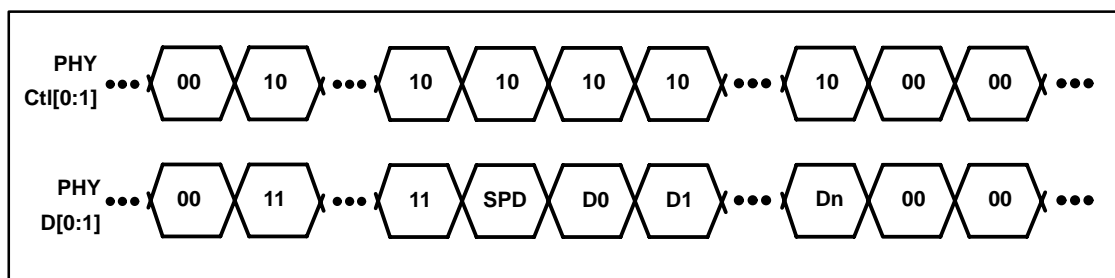 PHY
Ctl[0:1]
••• 00 10 ••• 10 10 10 10 ••• 10 00 00 •••
PHY
D[0:1]
••• 00 11 ••• 11 SPD D0 D1 ••• Dn 00 00 •••